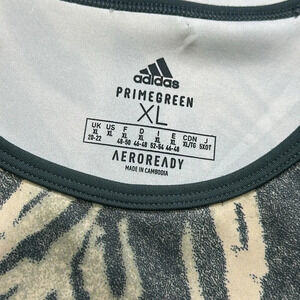 adidas
PRIMEGREEN
XL
UK US F D I E CN J
XL XL XL XL XL XL XL/TG 5XOT
20-22 48-50 46-48 52-54 46-48
AEROREADY
MADE IN CAMBODIA